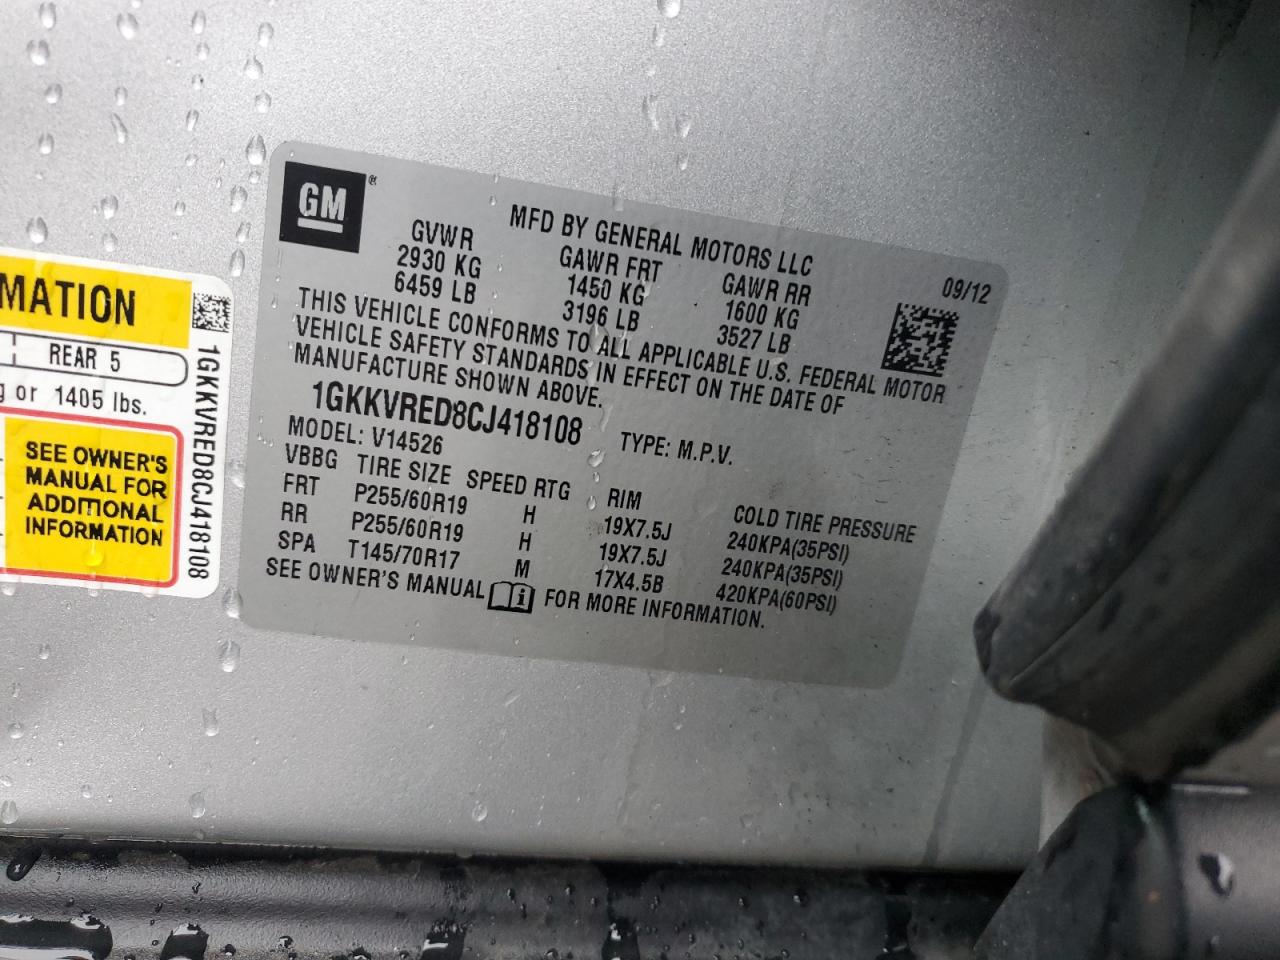 MATION
REAR 5
g or 1405 lbs.
SEE OWNER'S
MANUAL FOR
ADDITIONAL
INFORMATION
1GKKVRED8CJ418108
GM ®
MFD BY GENERAL MOTORS LLC
GVWR GAWR FRT GAWR RR 09/12
2930 KG 1450 KG 1600 KG
6459 LB 3196 LB 3527 LB
THIS VEHICLE CONFORMS TO ALL APPLICABLE U.S. FEDERAL MOTOR
VEHICLE SAFETY STANDARDS IN EFFECT ON THE DATE OF
MANUFACTURE SHOWN ABOVE.
1GKKVRED8CJ418108 TYPE: M.P.V.
MODEL: V14526
VBBG TIRE SIZE SPEED RTG RIM COLD TIRE PRESSURE
FRT P255/60R19 H 19X7.5J 240KPA(35PSI)
RR P255/60R19 H 19X7.5J 240KPA(35PSI)
SPA T145/70R17 M 17X4.5B 420KPA(60PSI)
SEE OWNER'S MANUAL i FOR MORE INFORMATION.